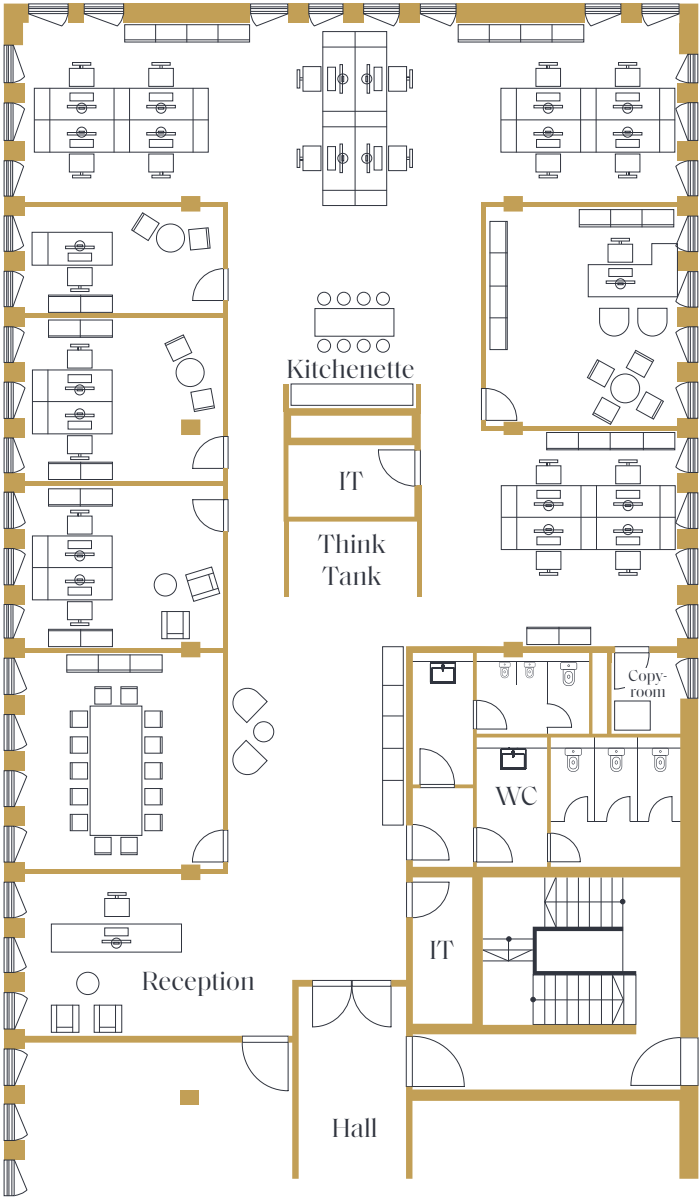 Kitchenette
IT
Think
Tank
Copy-
room
WC
IT
Reception
Hall